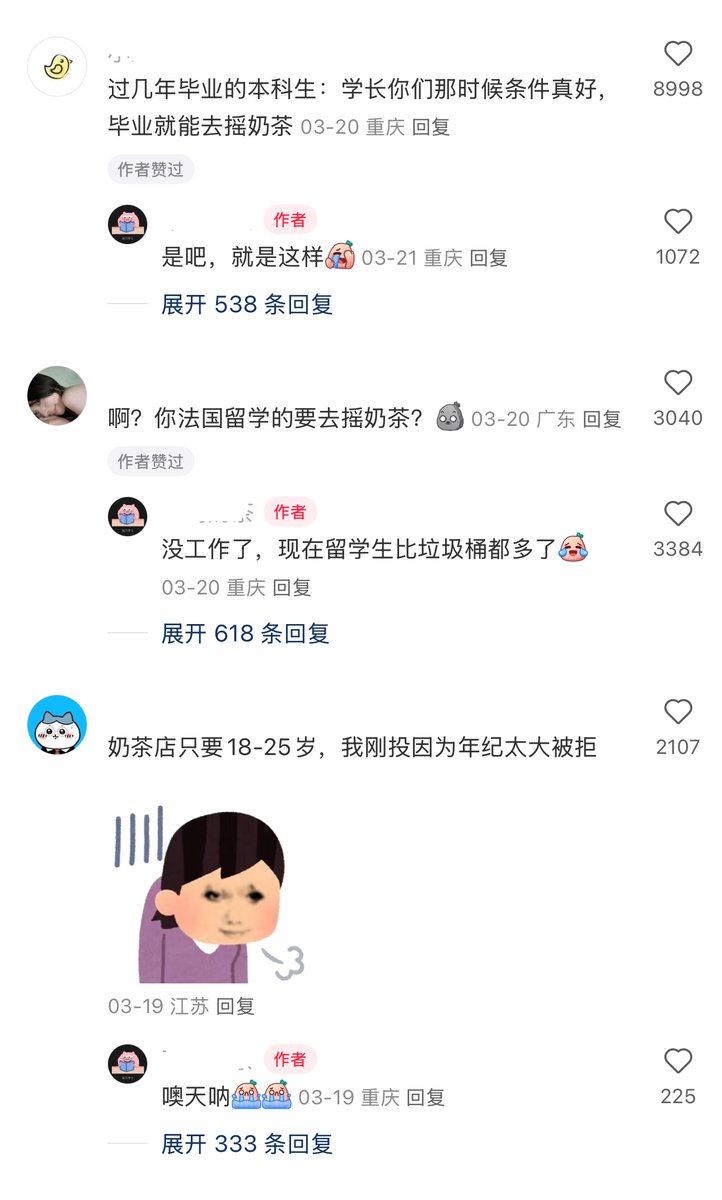 8998
过几年毕业的本科生：学长你们那时候条件真好，
毕业就能去摇奶茶 03-20 重庆 回复
作者赞过
作者
1072
是吧，就是这样 03-21 重庆 回复
展开 538 条回复
啊？你法国留学的要去摇奶茶？ 03-20 广东 回复
3040
作者赞过
作者
没工作了，现在留学生比垃圾桶都多了
3384
03-20 重庆 回复
展开 618 条回复
奶茶店只要18-25岁，我刚投因为年纪太大被拒
2107
03-19 江苏 回复
作者
噢天呐 03-19 重庆 回复
225
展开 333 条回复